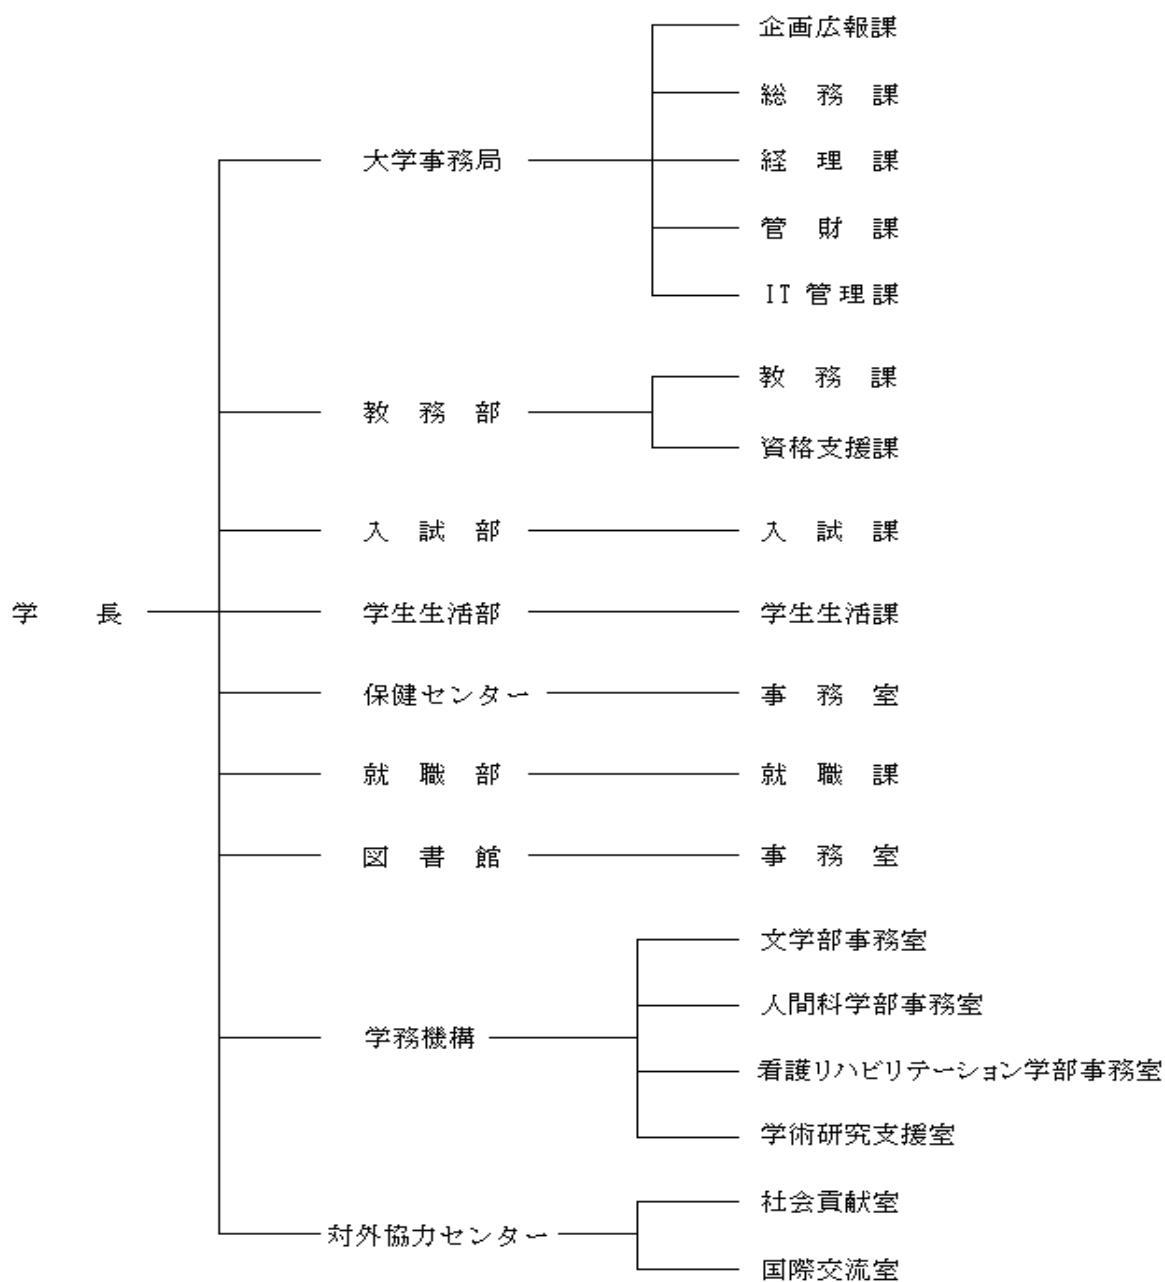 企画広報課
総務課
大学事務局 経理課
管財課
IT管理課
教務課
教務部
資格支援課
入試部 入試課
学長 学生生活部 学生生活課
保健センター 事務室
就職部 就職課
図書館 事務室
文学部事務室
人間科学部事務室
学務機構
看護リハビリテーション学部事務室
学術研究支援室
社会貢献室
対外協力センター
国際交流室